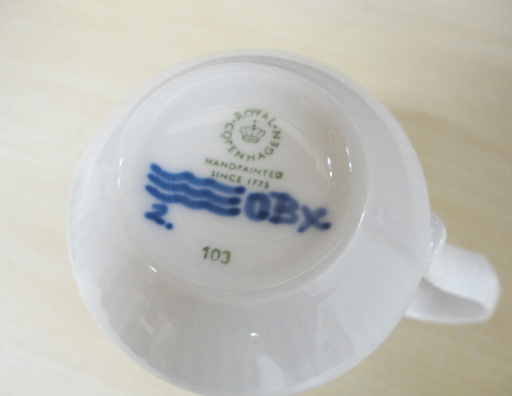 ROYAL COPENHAGEN
HANDPAINTED
SINCE 1775
2.
103